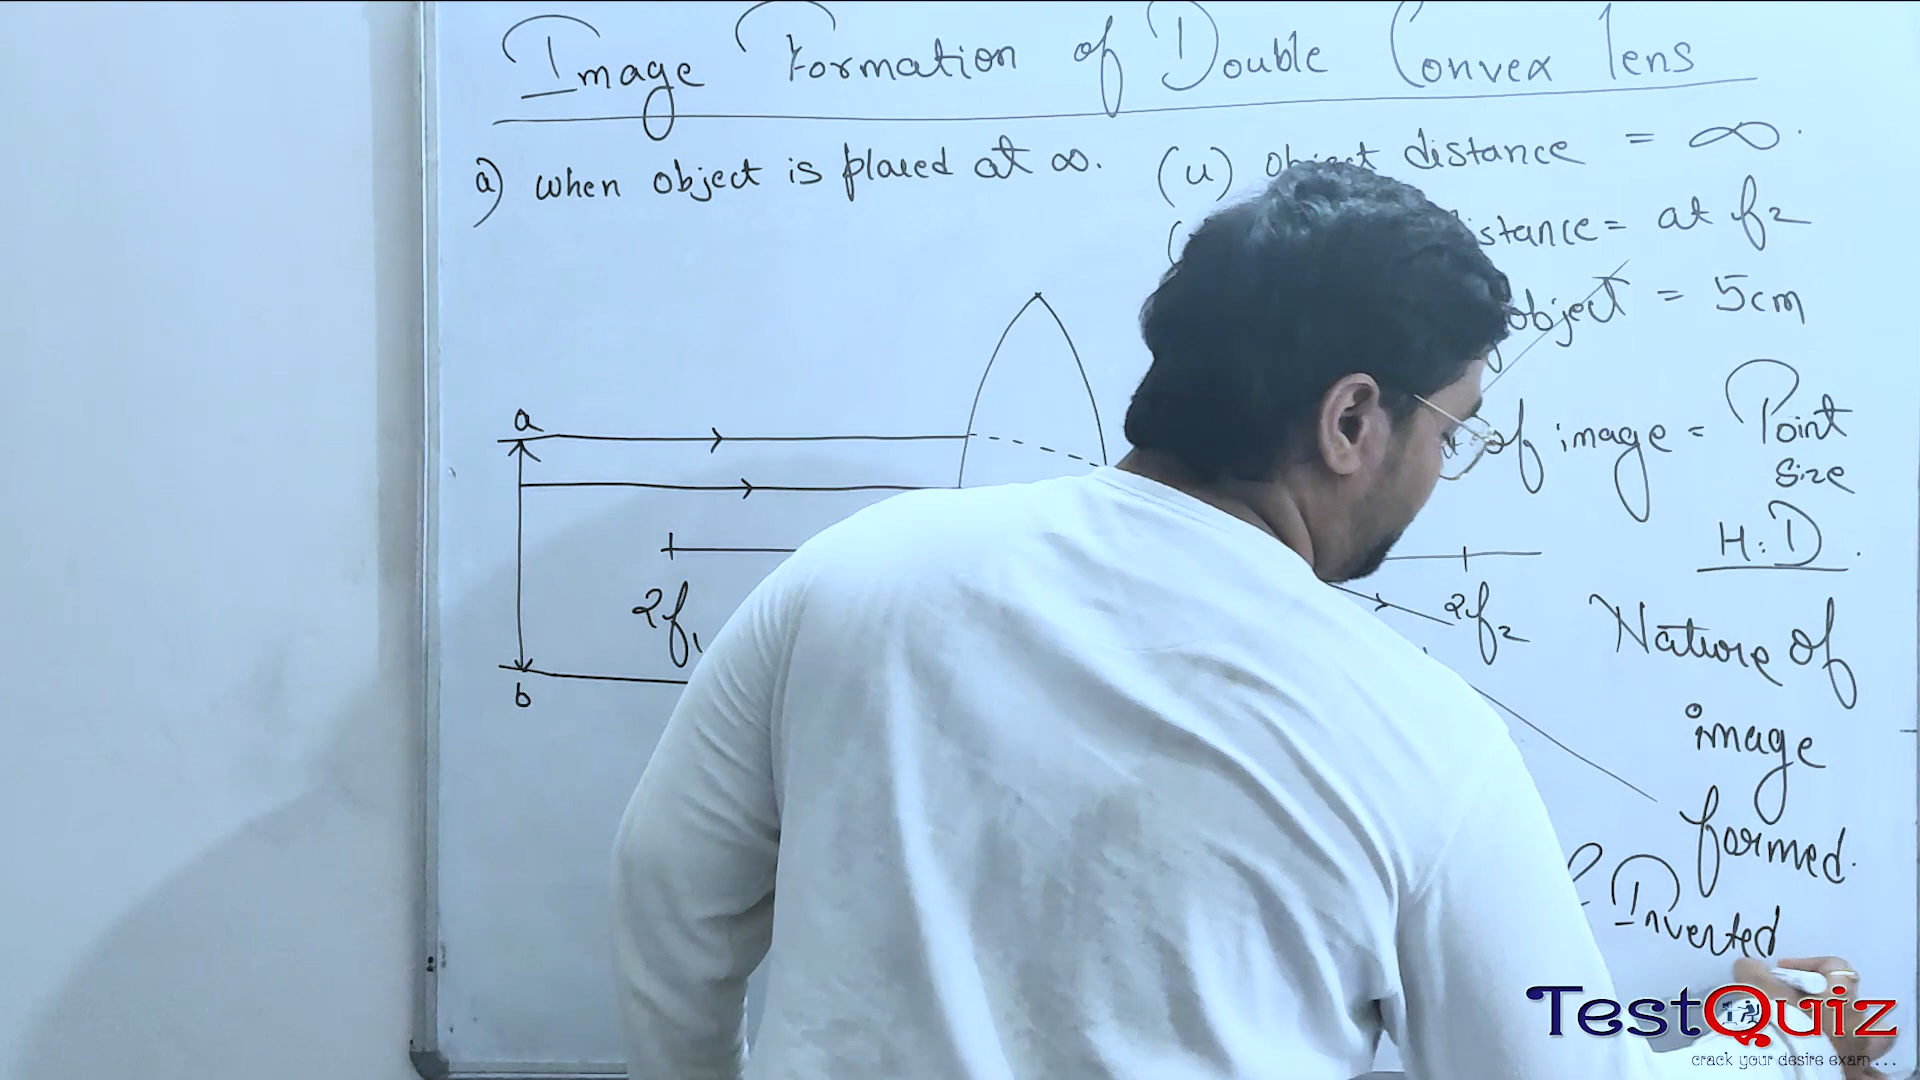 Image Formation of Double Convex lens
a) when object is placed at ∞.
(u) object distance = ∞.
distance = at f2
object = 5cm
of image = Point
size
H.D.
a
2f1
2f2
b
Nature of
image
formed.
Inverted
TestQuiz
crack your desire exam ...